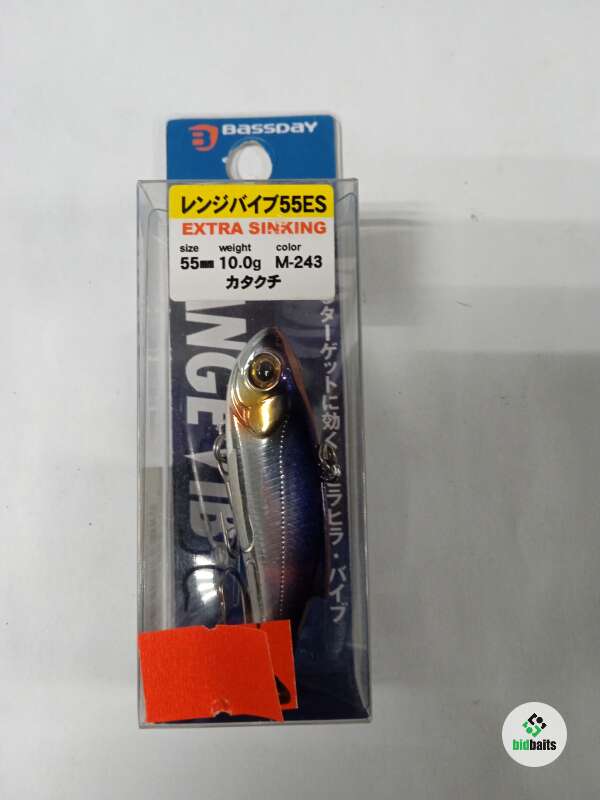 BASSDAY
レンジバイブ55ES
EXTRA SINKING
size weight color
55mm 10.0g M-243
カタクチ
ANGE VIB
ターゲットに効く
ヒラ・バイブ
bidbaits